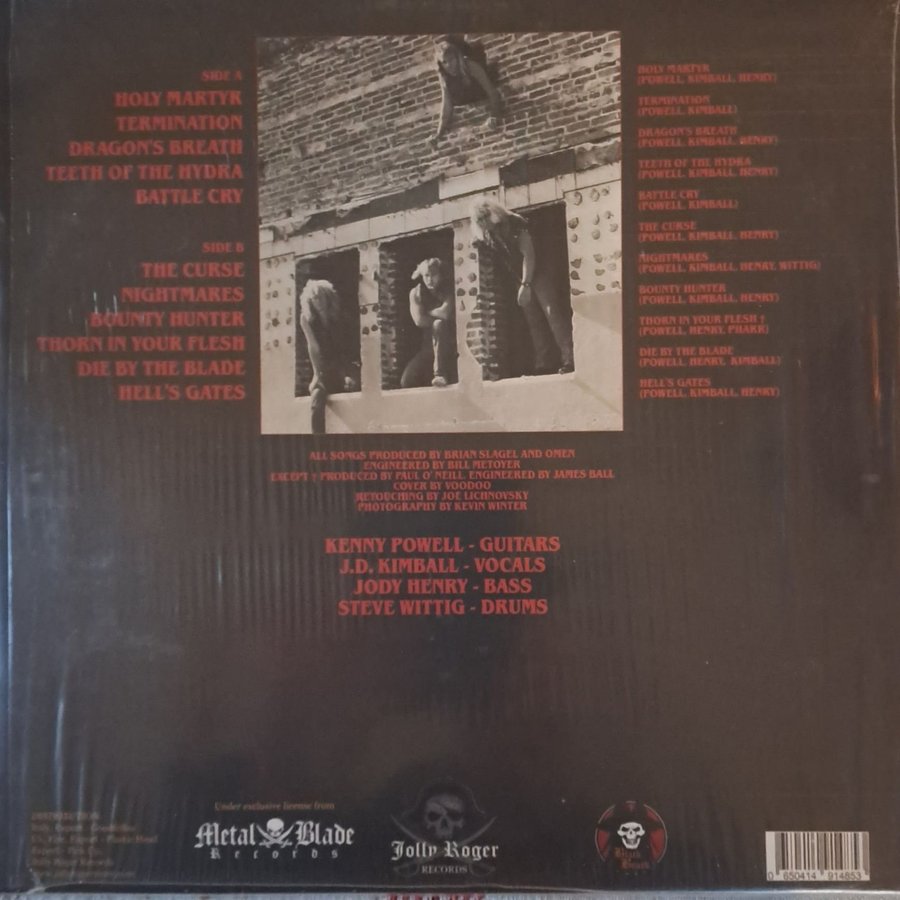 SIDE A
HOLY MARTYR
TERMINATION
DRAGON'S BREATH
TEETH OF THE HYDRA
BATTLE CRY
SIDE B
THE CURSE
NIGHTMARES
BOUNTY HUNTER
THORN IN YOUR FLESH
DIE BY THE BLADE
HELL'S GATES
HOLY MARTYR
(POWELL, KIMBALL, HENRY)
TERMINATION
(POWELL, KIMBALL)
DRAGON'S BREATH
(POWELL, KIMBALL, HENRY)
TEETH OF THE HYDRA
(POWELL, KIMBALL, HENRY)
BATTLE CRY
(POWELL, KIMBALL)
THE CURSE
(POWELL, KIMBALL, HENRY)
NIGHTMARES
(POWELL, KIMBALL, HENRY, WITTIG)
BOUNTY HUNTER
(POWELL, KIMBALL, HENRY)
THORN IN YOUR FLESH †
(POWELL, HENRY, PHARR)
DIE BY THE BLADE
(POWELL, HENRY, KIMBALL)
HELL'S GATES
(POWELL, KIMBALL, HENRY)
ALL SONGS PRODUCED BY BRIAN SLAGEL AND OMEN
ENGINEERED BY BILL METOYER
EXCEPT † PRODUCED BY PAUL O' NEILL, ENGINEERED BY JAMES BALL
COVER BY VOODOO
RETOUCHING BY JOE LICHNOVSKY
PHOTOGRAPHY BY KEVIN WINTER
KENNY POWELL - GUITARS
J.D. KIMBALL - VOCALS
JODY HENRY - BASS
STEVE WITTIG - DRUMS
Jolly Roger Records
Under exclusive license from
Metal Blade
Records
Jolly Roger
RECORDS
0 650414 914853